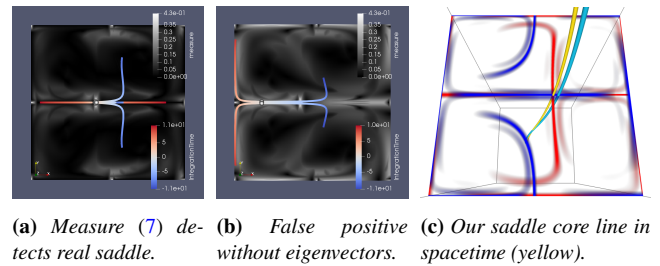 4.3e-01
0.35
0.3
0.25
0.2
0.15
0.1
0.05
0.0e+00
measure
1.1e+01
5
0
-5
-1.1e+01
IntegrationTime
4.3e-01
0.35
0.3
0.25
0.2
0.15
0.1
0.05
0.0e+00
measure
1.0e+01
5
0
-5
-1.1e+01
IntegrationTime
(a) Measure (7) de-
tects real saddle.
(b) False positive
without eigenvectors.
(c) Our saddle core line in
spacetime (yellow).